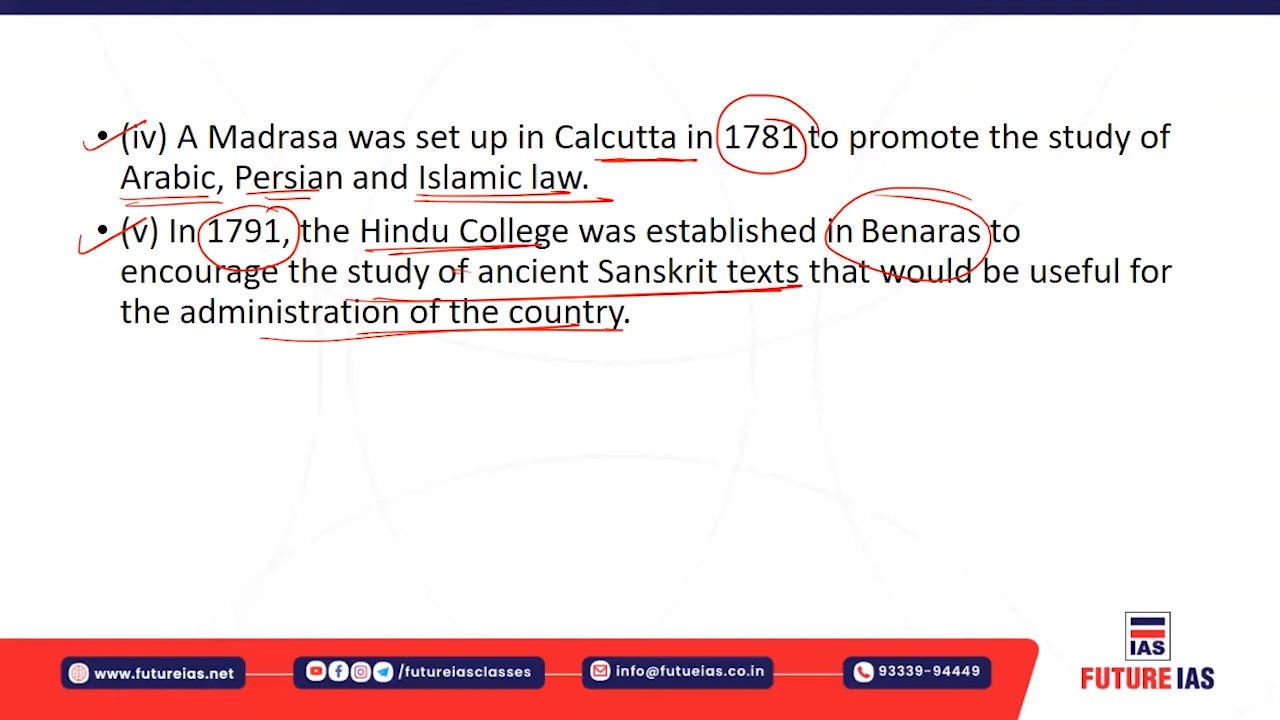 • (iv) A Madrasa was set up in Calcutta in 1781 to promote the study of
Arabic, Persian and Islamic law.
• (v) In 1791, the Hindu College was established in Benaras to
encourage the study of ancient Sanskrit texts that would be useful for
the administration of the country.
IAS
FUTURE IAS
www.futureias.net
/futureiasclasses
info@futueias.co.in
93339-94449